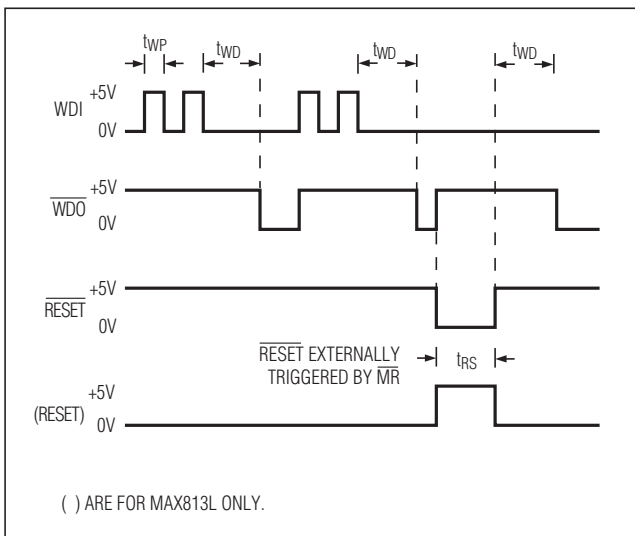 tWP tWD tWD tWD
WDI +5V
0V
WDO +5V
0V
RESET +5V
0V
RESET EXTERNALLY
TRIGGERED BY MR
tRS
(RESET) +5V
0V
( ) ARE FOR MAX813L ONLY.